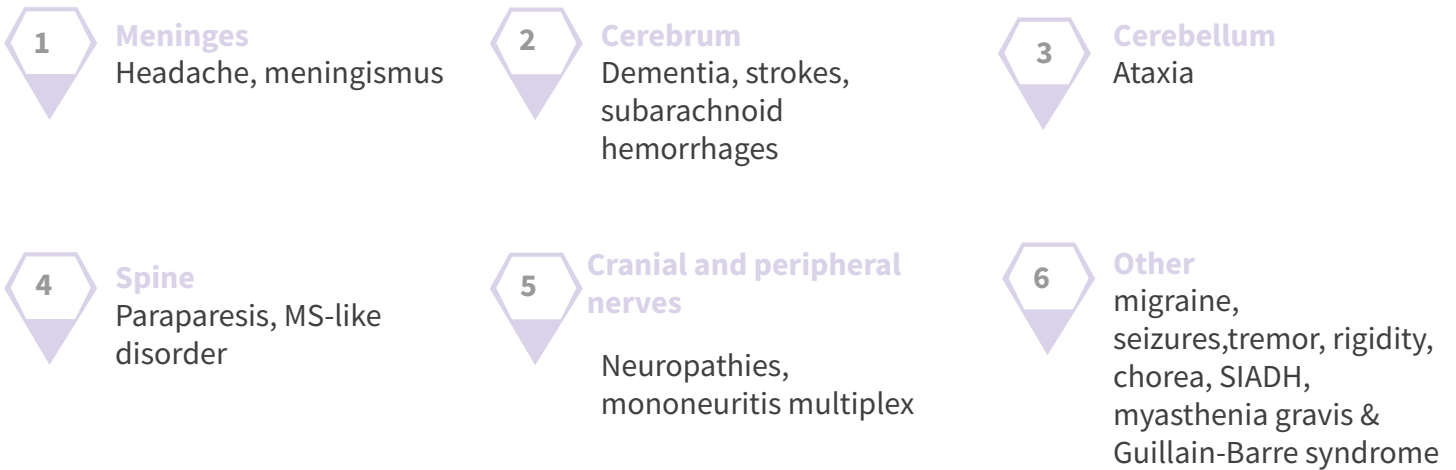 1
Meninges
Headache, meningismus
2
Cerebrum
Dementia, strokes,
subarachnoid
hemorrhages
3
Cerebellum
Ataxia
4
Spine
Paraparesis, MS-like
disorder
5
Cranial and peripheral
nerves
Neuropathies,
mononeuritis multiplex
6
Other
migraine,
seizures,tremor, rigidity,
chorea, SIADH,
myasthenia gravis &
Guillain-Barre syndrome